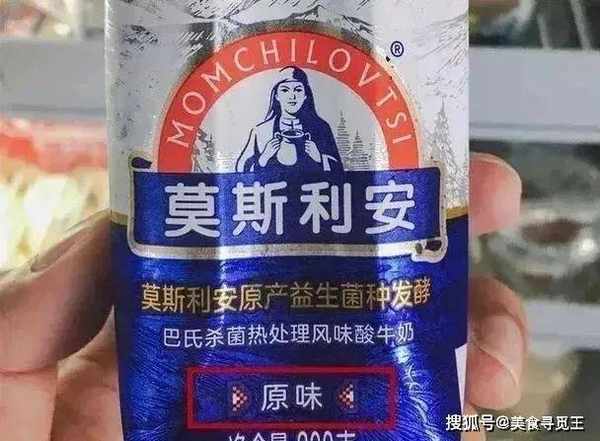 MOMCHILOVTSI
®
莫斯利安
莫斯利安原产益生菌种发酵
巴氏杀菌热处理风味酸牛奶
原味
搜狐号@美食寻觅王